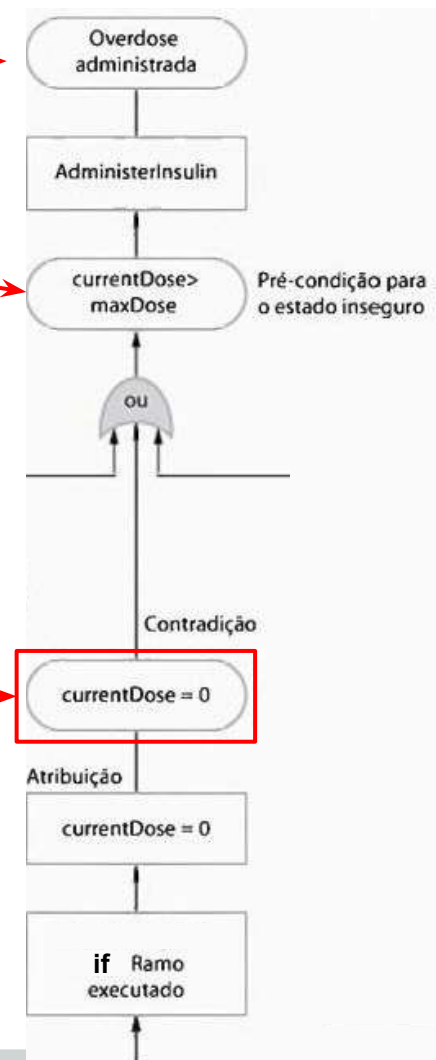 Overdose
administrada
AdministerInsulin
currentDose>
maxDose
Pré-condição para
o estado inseguro
ou
Contradição
currentDose = 0
Atribuição
currentDose = 0
if Ramo
executado